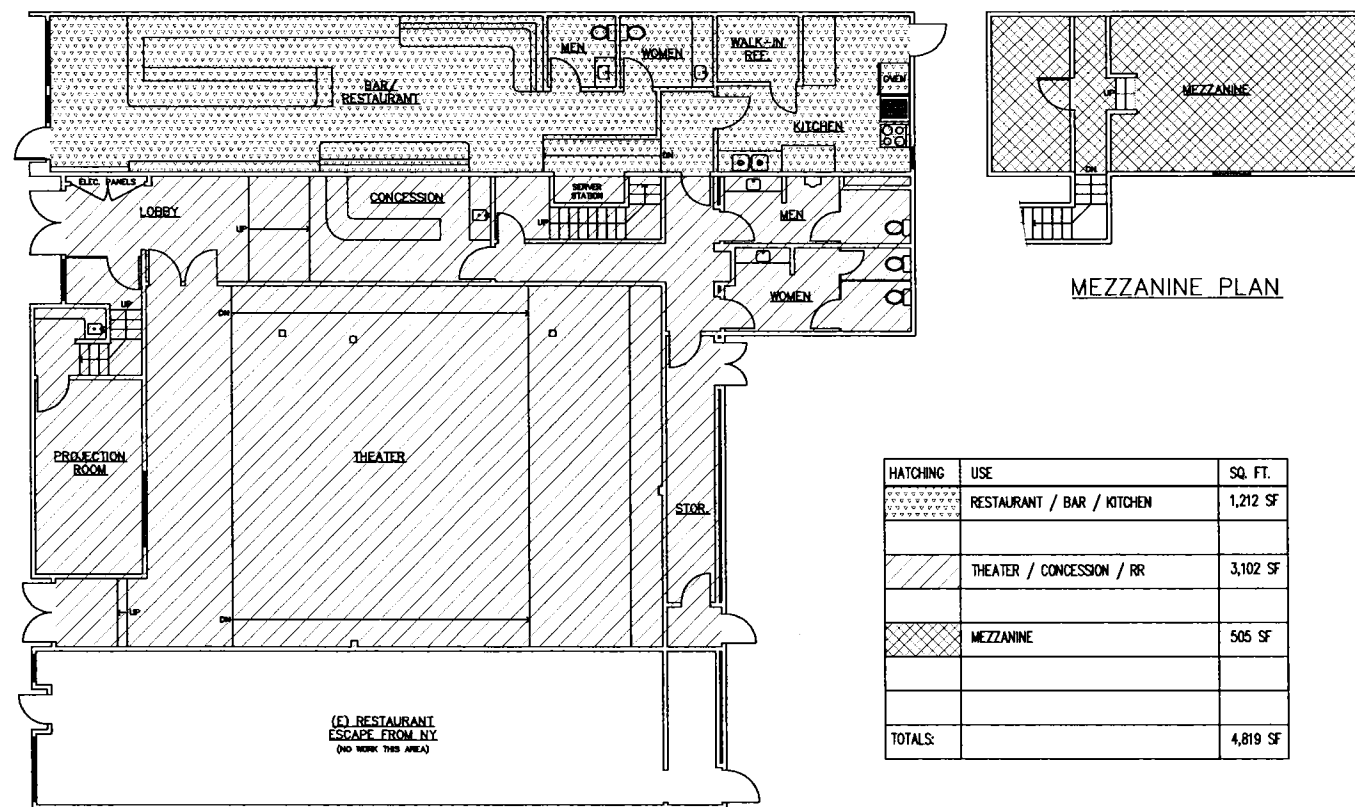 MEN
WOMEN
WALK-IN
REF.
OVEN
BAR/
RESTAURANT
KITCHEN
DN
ELEC. PANELS
LOBBY
UP
CONCESSION
SERVER
STATION
UP
MEN
WOMEN
UP
DN
PROJECTION
ROOM
THEATER
STOR.
UP
DN
(E) RESTAURANT
ESCAPE FROM NY
(NO WORK THIS AREA)
UP
MEZZANINE
DN
MEZZANINE PLAN
HATCHING USE SQ. FT.
RESTAURANT / BAR / KITCHEN 1,212 SF
THEATER / CONCESSION / RR 3,102 SF
MEZZANINE 505 SF
TOTALS: 4,819 SF